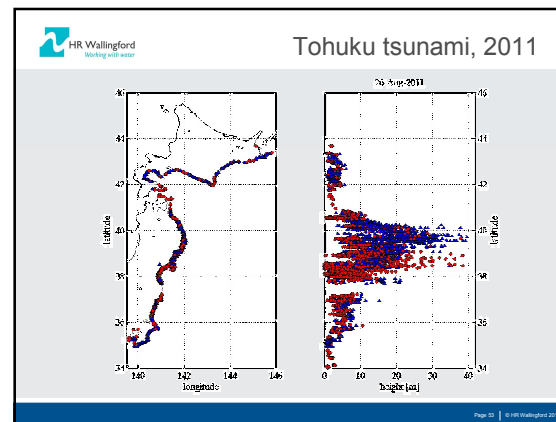 HR Wallingford
Working with water
Tohuku tsunami, 2011
26-Aug-2011
46
44
42
40
38
36
34
latitude
140 142 144 146
longitude
46
44
42
40
38
36
34
latitude
0 10 20 30 40
height [m]
Page 53 | © HR Wallingford